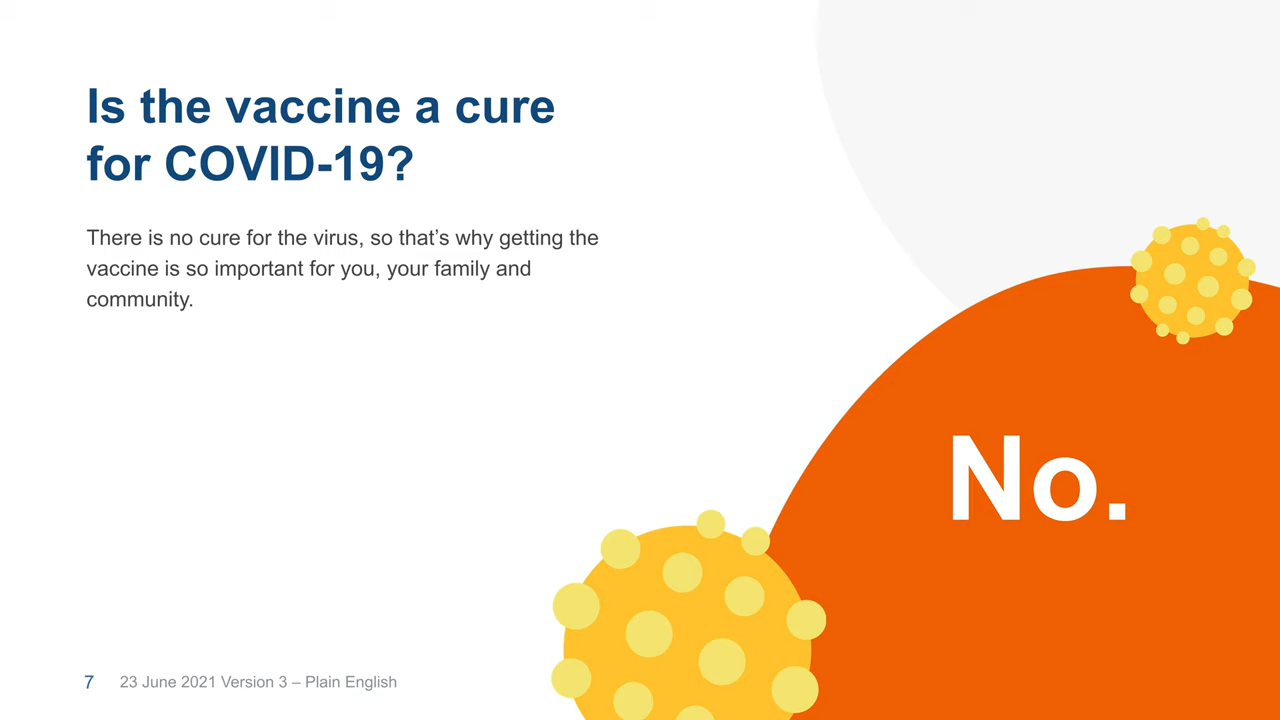 Is the vaccine a cure
for COVID-19?
There is no cure for the virus, so that’s why getting the
vaccine is so important for you, your family and
community.
No.
7 23 June 2021 Version 3 – Plain English